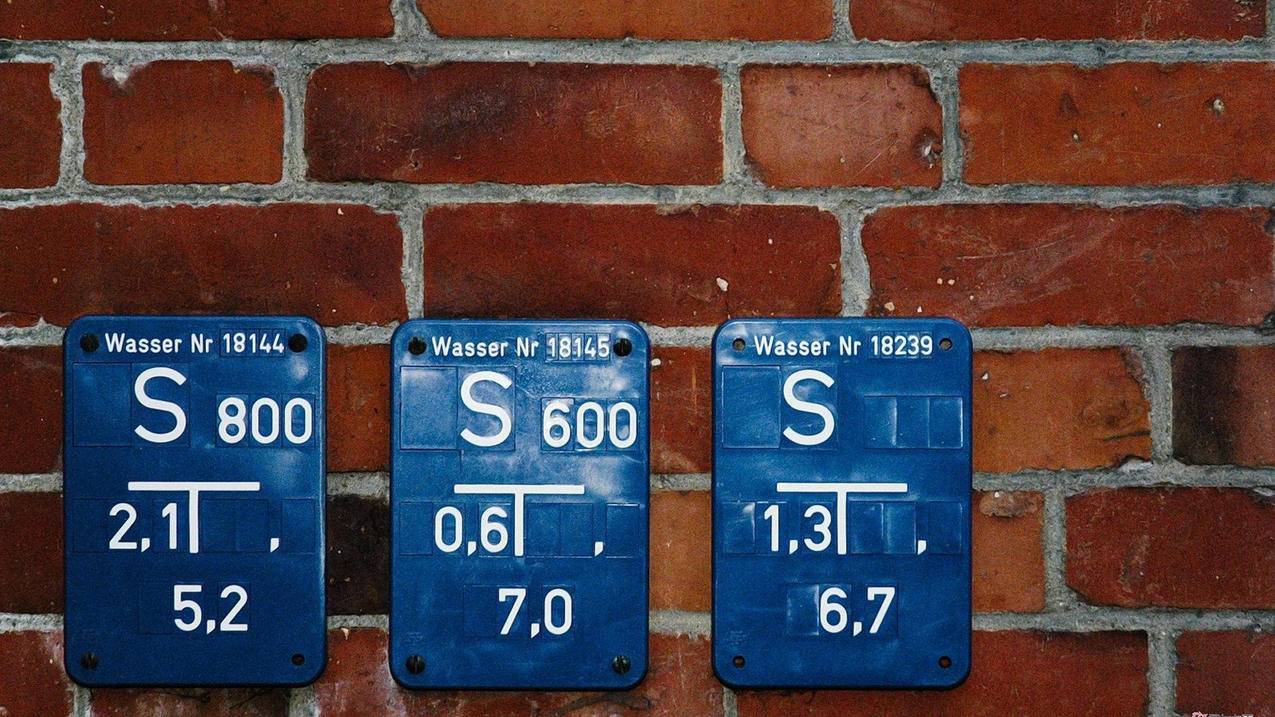 Wasser Nr 18144
S 800
2,1 T ,
5,2
Wasser Nr 18145
S 600
0,6 T ,
7,0
Wasser Nr 18239
S
1,3 T ,
6,7